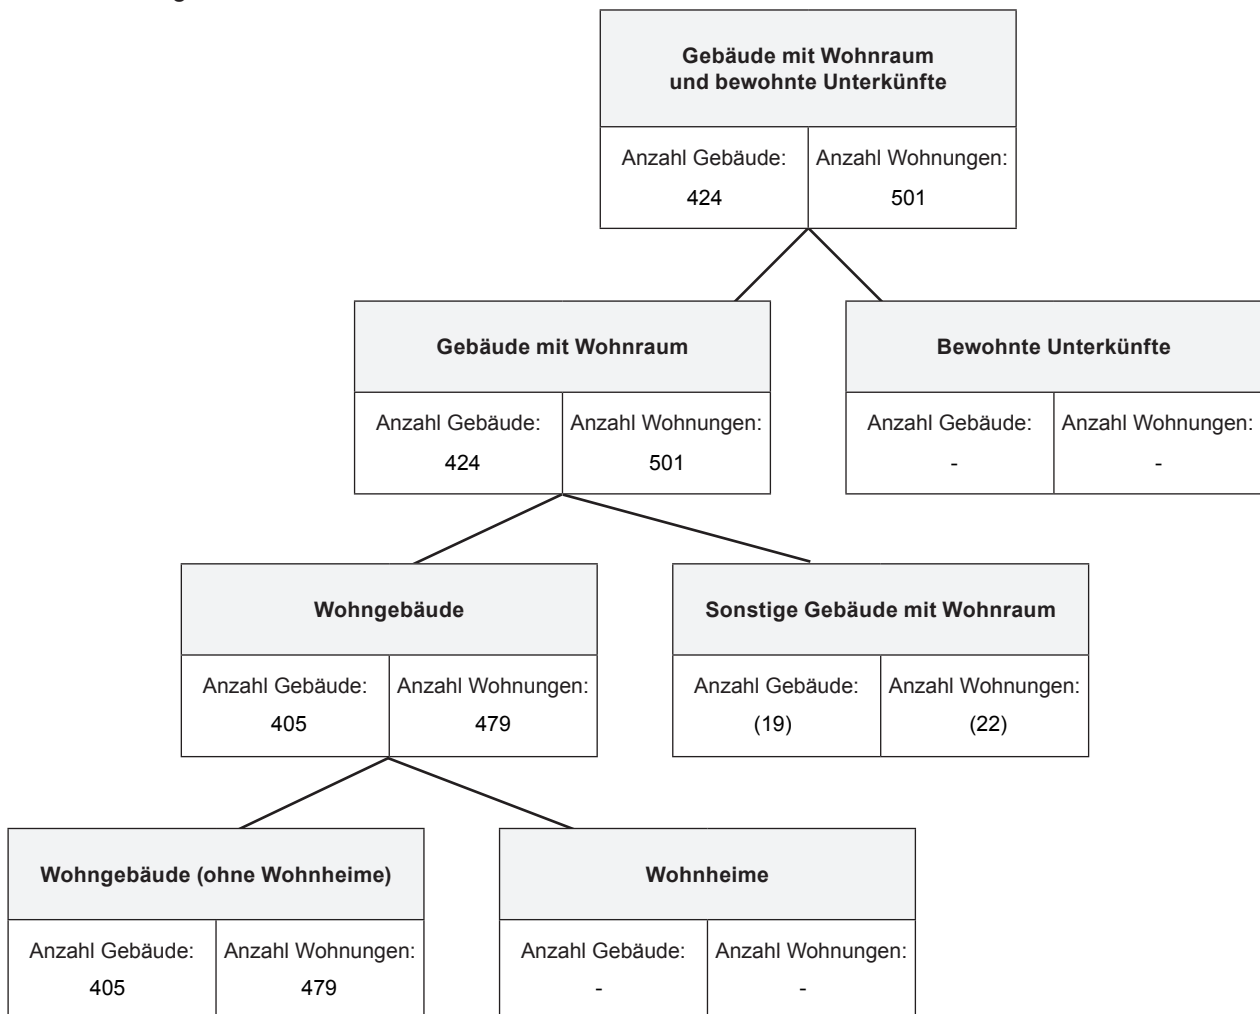 Gebäude mit Wohnraum
und bewohnte Unterkünfte
Anzahl Gebäude: Anzahl Wohnungen:
424 501
Gebäude mit Wohnraum
Anzahl Gebäude: Anzahl Wohnungen:
424 501
Bewohnte Unterkünfte
Anzahl Gebäude: Anzahl Wohnungen:
- -
Wohngebäude
Anzahl Gebäude: Anzahl Wohnungen:
405 479
Sonstige Gebäude mit Wohnraum
Anzahl Gebäude: Anzahl Wohnungen:
(19) (22)
Wohngebäude (ohne Wohnheime)
Anzahl Gebäude: Anzahl Wohnungen:
405 479
Wohnheime
Anzahl Gebäude: Anzahl Wohnungen:
- -